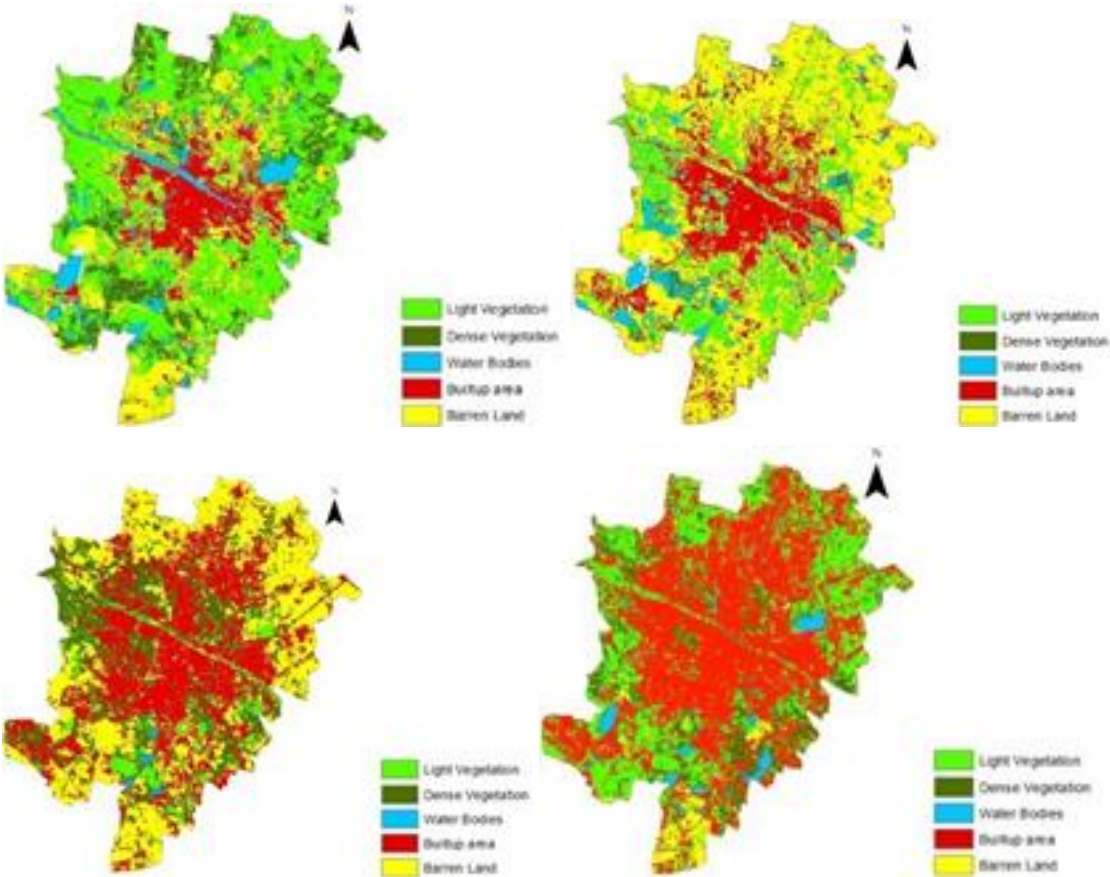 N
N
Light Vegetation
Dense Vegetation
Water Bodies
Builtup area
Barren Land
Light Vegetation
Dense Vegetation
Water Bodies
Builtup area
Barren Land
N
N
Light Vegetation
Dense Vegetation
Water Bodies
Builtup area
Barren Land
Light Vegetation
Dense Vegetation
Water Bodies
Builtup area
Barren Land